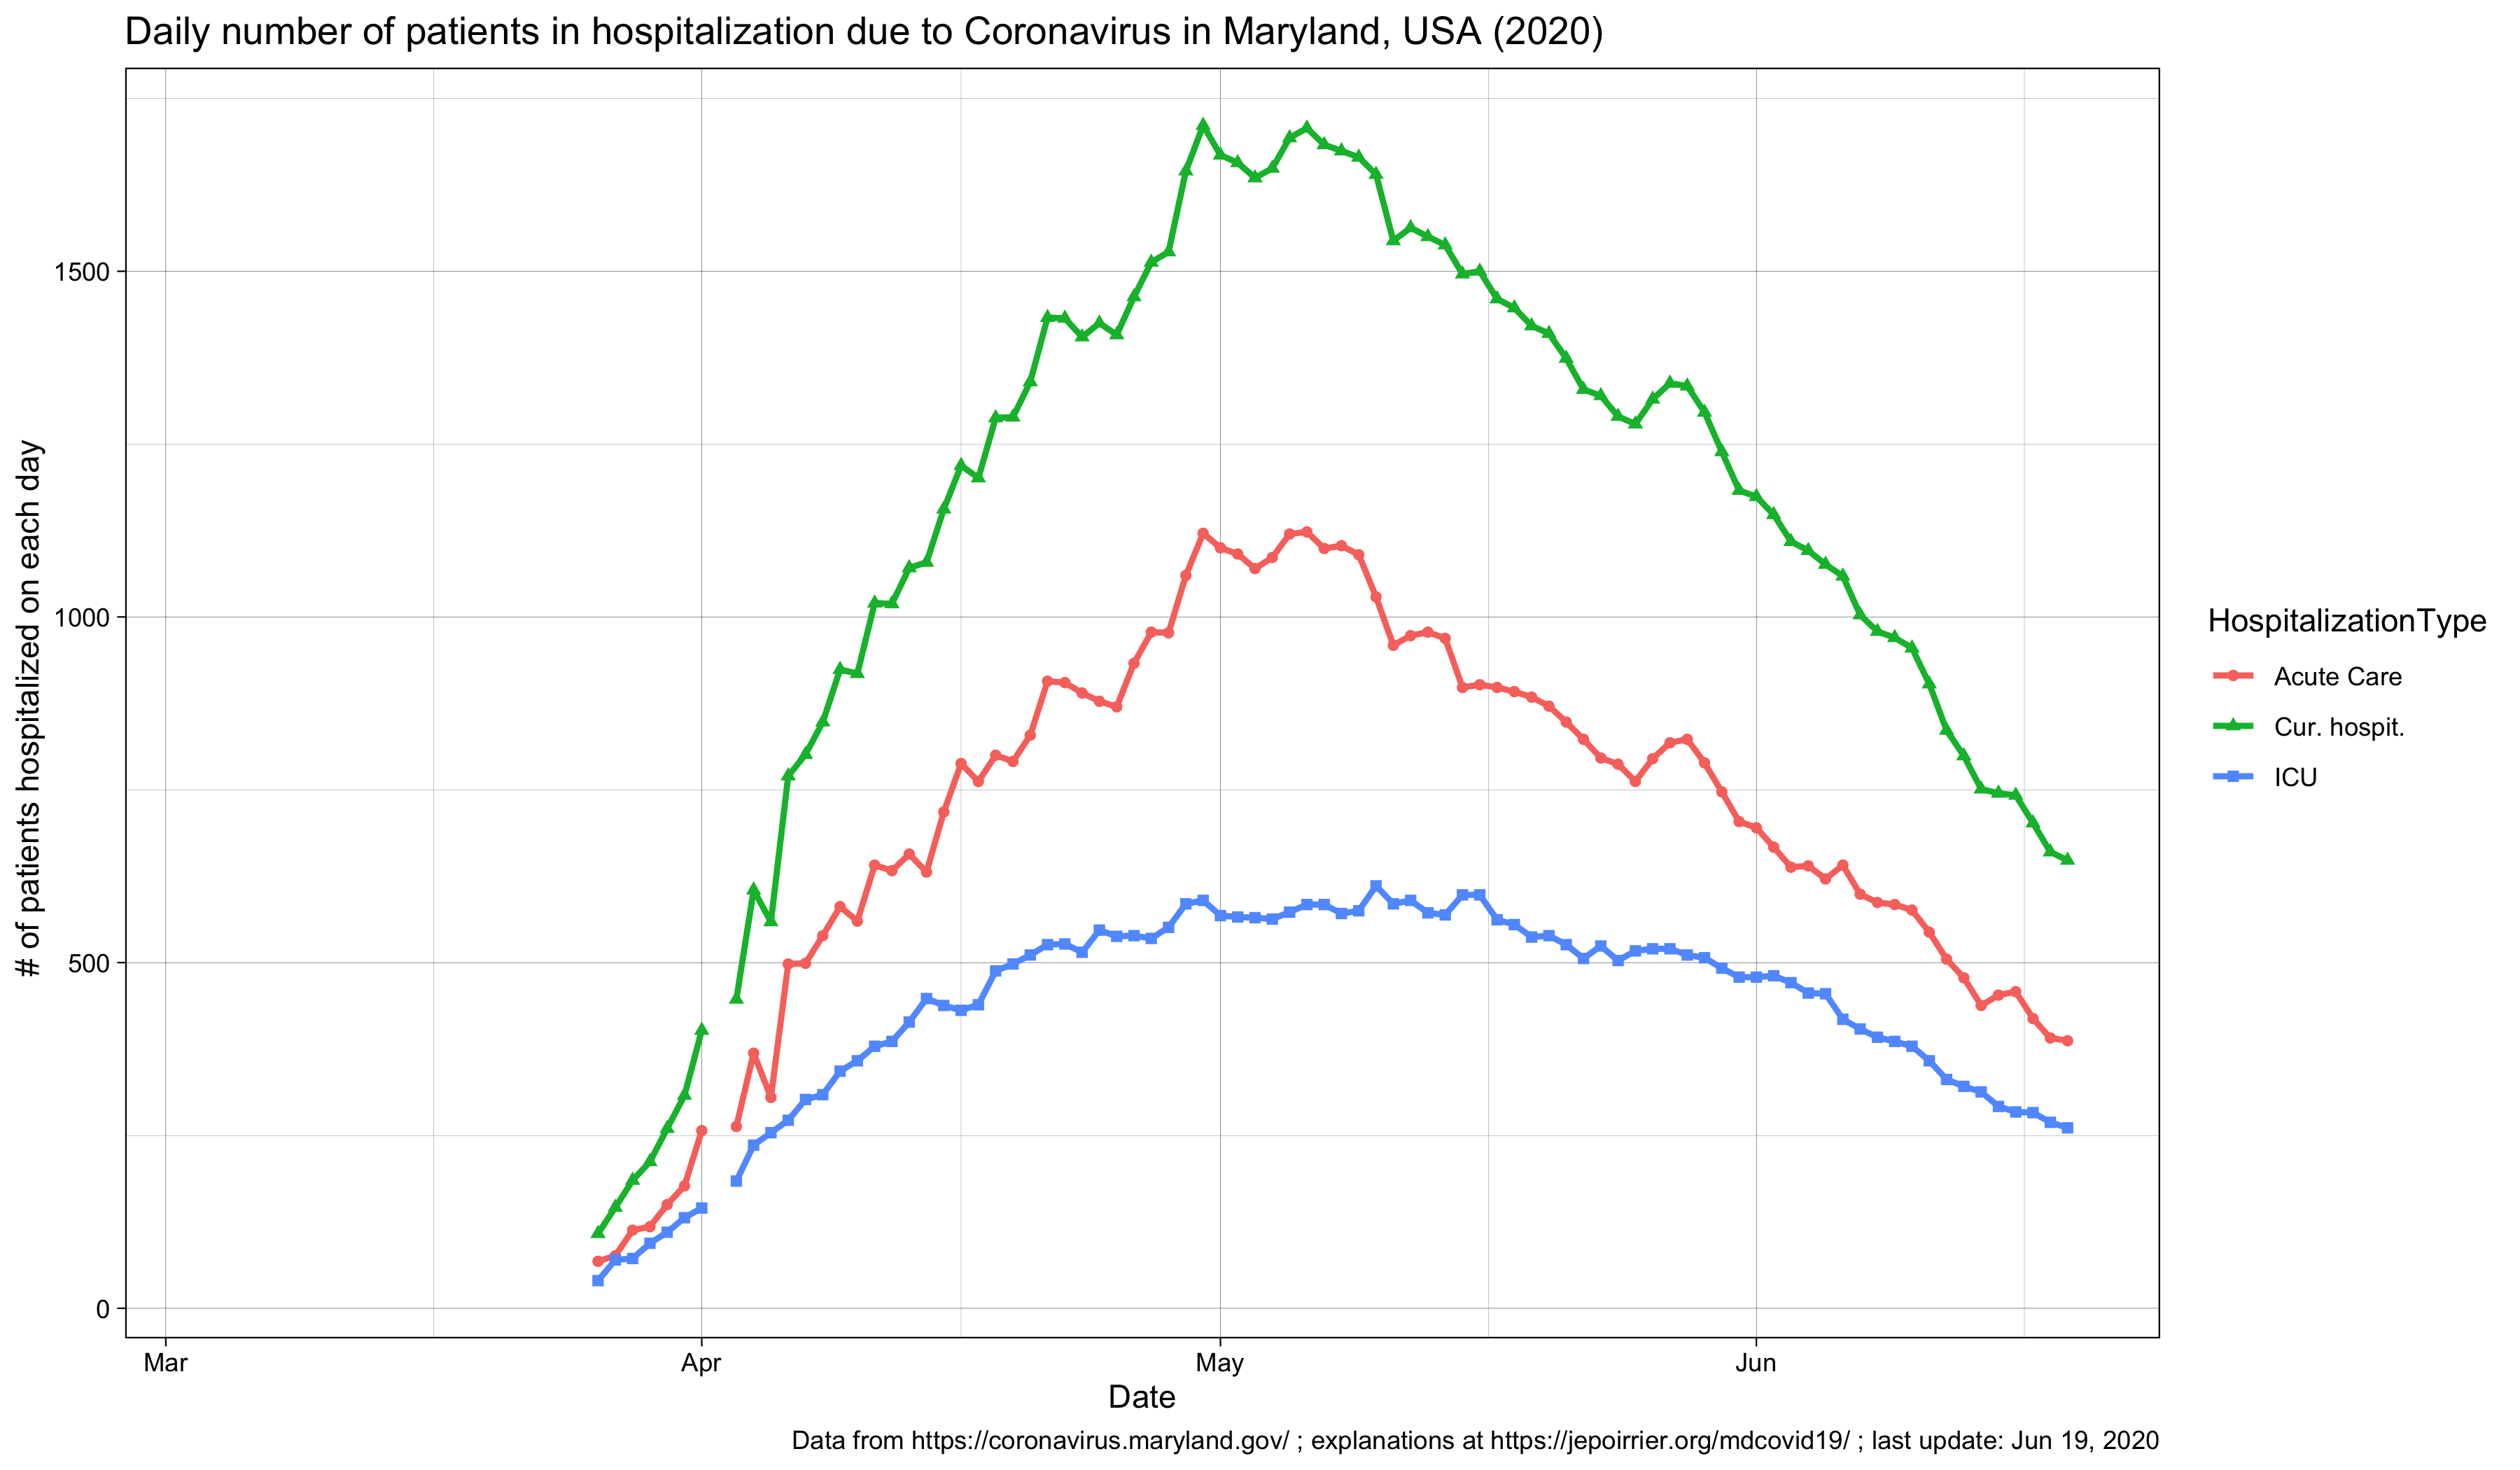 Daily number of patients in hospitalization due to Coronavirus in Maryland, USA (2020)
# of patients hospitalized on each day
1500
1000
500
0
Mar Apr May Jun
Date
HospitalizationType
Acute Care
Cur. hospit.
ICU
Data from https://coronavirus.maryland.gov/ ; explanations at https://jepoirrier.org/mdcovid19/ ; last update: Jun 19, 2020